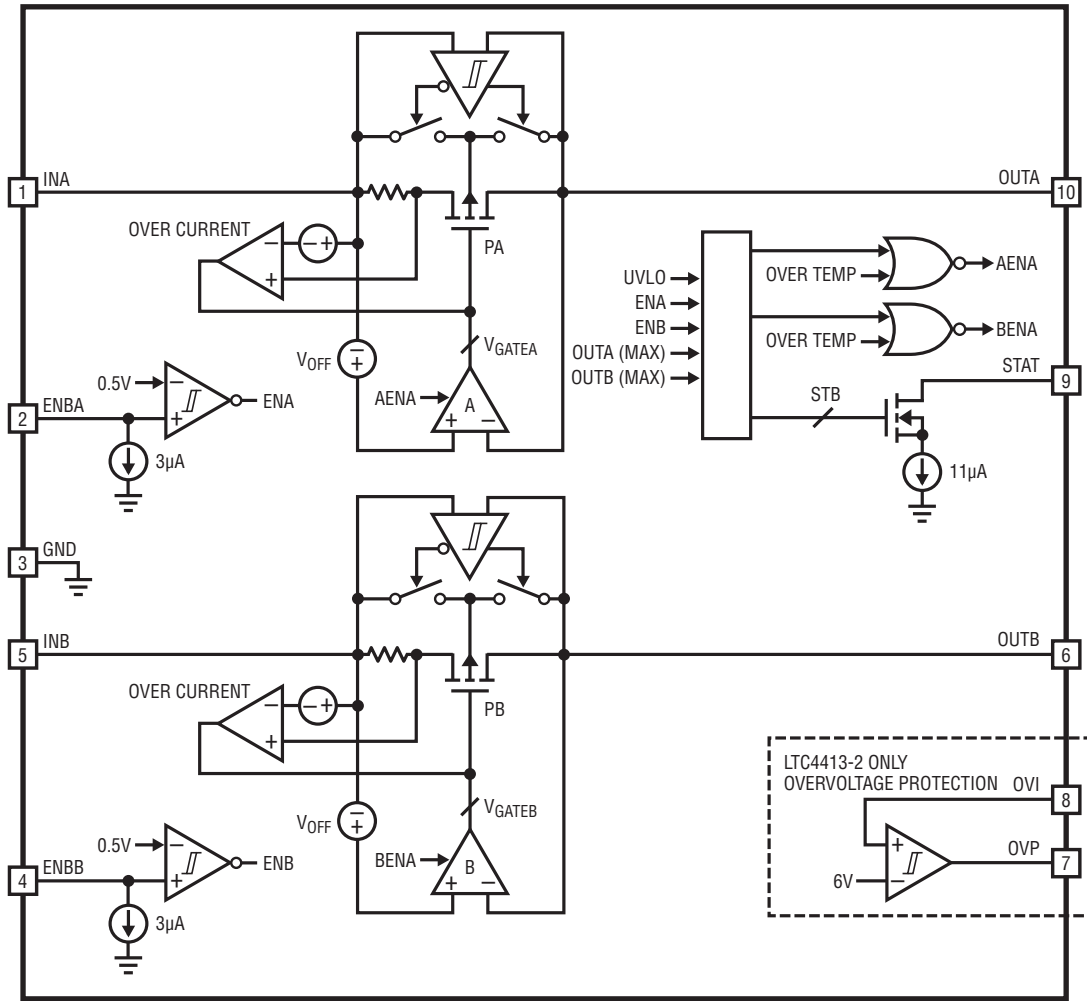 1 INA
OUTA 10
OVER CURRENT
−
− +
+
PA
UVLO
ENA
ENB
OUTA (MAX)
OUTB (MAX)
OVER TEMP
AENA
OVER TEMP
BENA
VOFF
−
+
VGATEA
AENA
A
+ −
STB
STAT 9
11µA
0.5V
−
+
ENA
2 ENBA
3µA
3 GND
5 INB
OUTB 6
OVER CURRENT
−
− +
+
PB
VOFF
−
+
VGATEB
BENA
B
+ −
0.5V
−
+
ENB
4 ENBB
3µA
LTC4413-2 ONLY
OVERVOLTAGE PROTECTION
OVI 8
+
6V
−
OVP 7